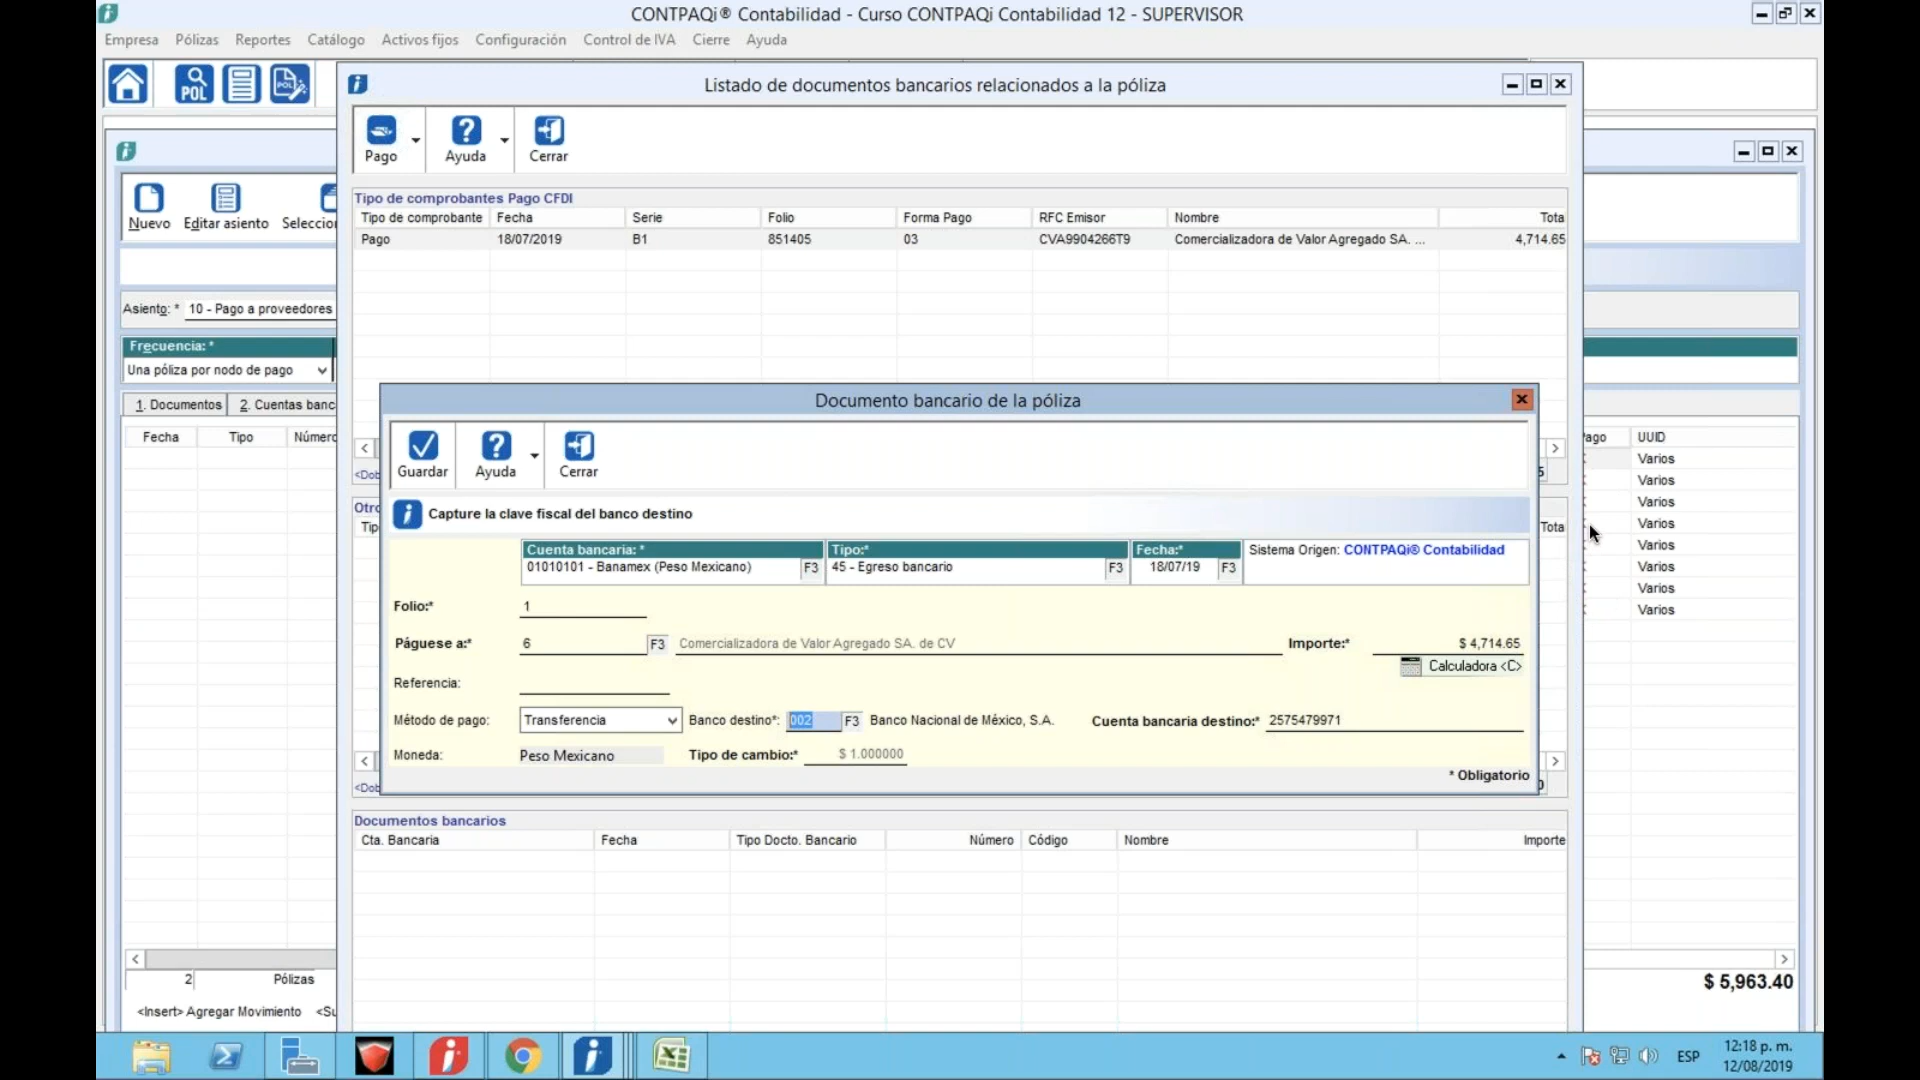 CONTPAQi® Contabilidad - Curso CONTPAQi Contabilidad 12 - SUPERVISOR
Empresa Pólizas Reportes Catálogo Activos fijos Configuración Control de IVA Cierre Ayuda
POL
POL
Listado de documentos bancarios relacionados a la póliza
Pago Ayuda Cerrar
Nuevo Editar asiento
Tipo de comprobantes Pago CFDI
Tipo de comprobante Fecha Serie Folio Forma Pago RFC Emisor Nombre
Pago 18/07/2019 B1 851405 03 CVA9904266T9 Comercializadora de Valor Agregado SA. ... 4,714.65
Asiento: * 10 - Pago a proveedores
Frecuencia: *
Una póliza por nodo de pago
1. Documentos 2. Cuentas banc
Fecha Tipo Número
UUID
Varios
Varios
Varios
Varios
Varios
Varios
Varios
Varios
Documento bancario de la póliza
Guardar Ayuda Cerrar
Capture la clave fiscal del banco destino
Cuenta bancaria: * Tipo:* Fecha:* Sistema Origen: CONTPAQi® Contabilidad
01010101 - Banamex (Peso Mexicano) F3 45 - Egreso bancario F3 18/07/19 F3
Folio:* 1
Páguese a:* 6 F3 Comercializadora de Valor Agregado SA. de CV Importe:* $ 4,714.65
Calculadora <C>
Referencia:
Método de pago: Transferencia Banco destino*: 002 F3 Banco Nacional de México, S.A. Cuenta bancaria destino:* 2575479971
Moneda: Peso Mexicano Tipo de cambio:* $ 1.000000
* Obligatorio
Documentos bancarios
Cta. Bancaria Fecha Tipo Docto. Bancario Número Código Nombre Importe
2 Pólizas
$ 5,963.40
<Insert> Agregar Movimiento
ESP
12:18 p. m.
12/08/2019